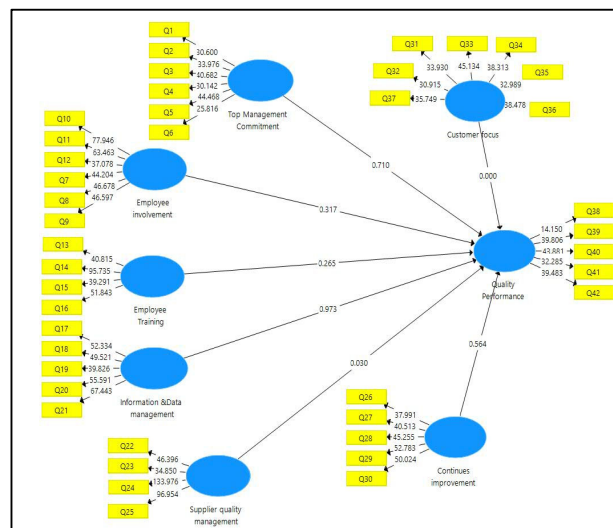 Q1
Q2
Q3
Q4
Q5
Q6
30.600
33.976
40.682
30.142
44.468
25.816
Top Management
Commitment
Q31
Q33
Q34
Q32
Q35
Q37
Q36
33.930
45.134
38.313
30.915
32.989
35.749
38.478
Customer focus
Q10
Q11
Q12
Q7
Q8
Q9
77.946
63.463
37.078
44.204
46.678
46.597
Employee
involvement
0.710
0.000
0.317
0.265
0.973
0.030
0.564
Q38
Q39
Q40
Q41
Q42
14.150
39.806
43.881
32.285
39.483
Quality
Performance
Q13
Q14
Q15
Q16
40.815
95.735
39.291
51.843
Employee
Training
Q17
Q18
Q19
Q20
Q21
52.334
49.521
39.826
55.591
67.443
Information &Data
management
Q22
Q23
Q24
Q25
46.396
34.850
133.976
96.954
Supplier quality
management
Q26
Q27
Q28
Q29
Q30
37.991
40.513
45.255
52.783
50.024
Continues
improvement